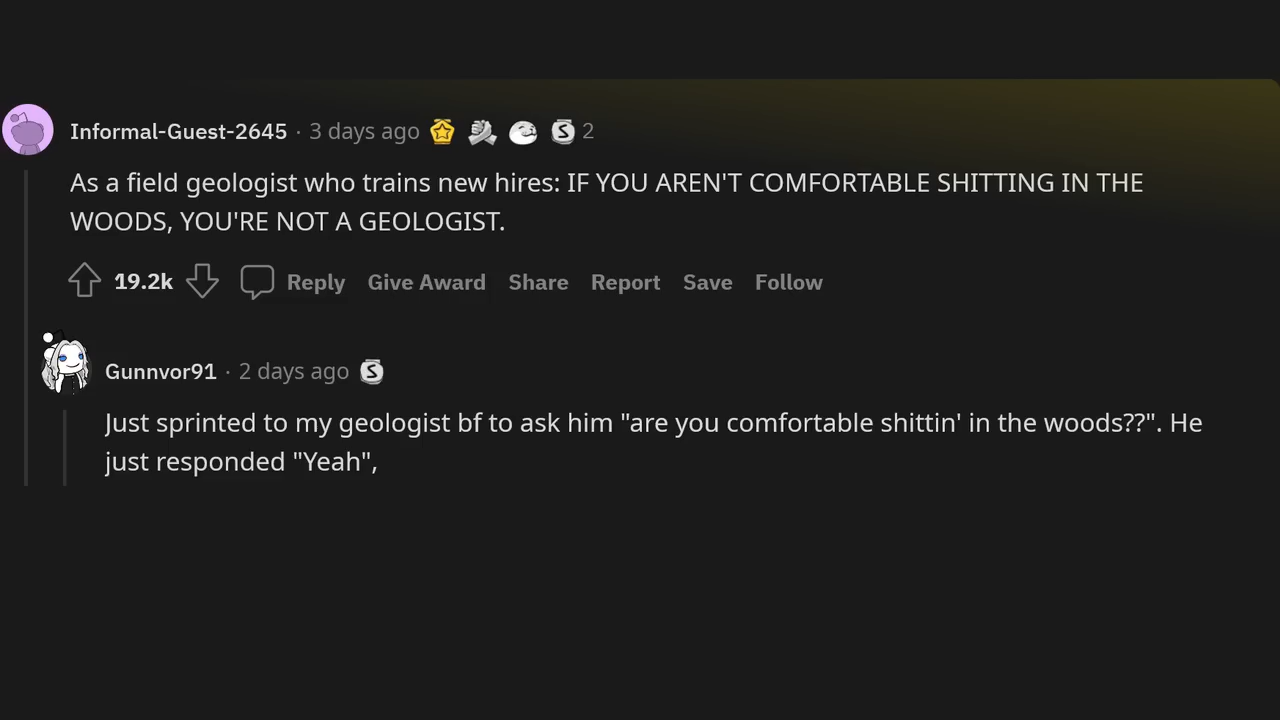 Informal-Guest-2645 · 3 days ago 2
As a field geologist who trains new hires: IF YOU AREN'T COMFORTABLE SHITTING IN THE
WOODS, YOU'RE NOT A GEOLOGIST.
19.2k Reply Give Award Share Report Save Follow
Gunnvor91 · 2 days ago
Just sprinted to my geologist bf to ask him "are you comfortable shittin' in the woods??". He
just responded "Yeah",